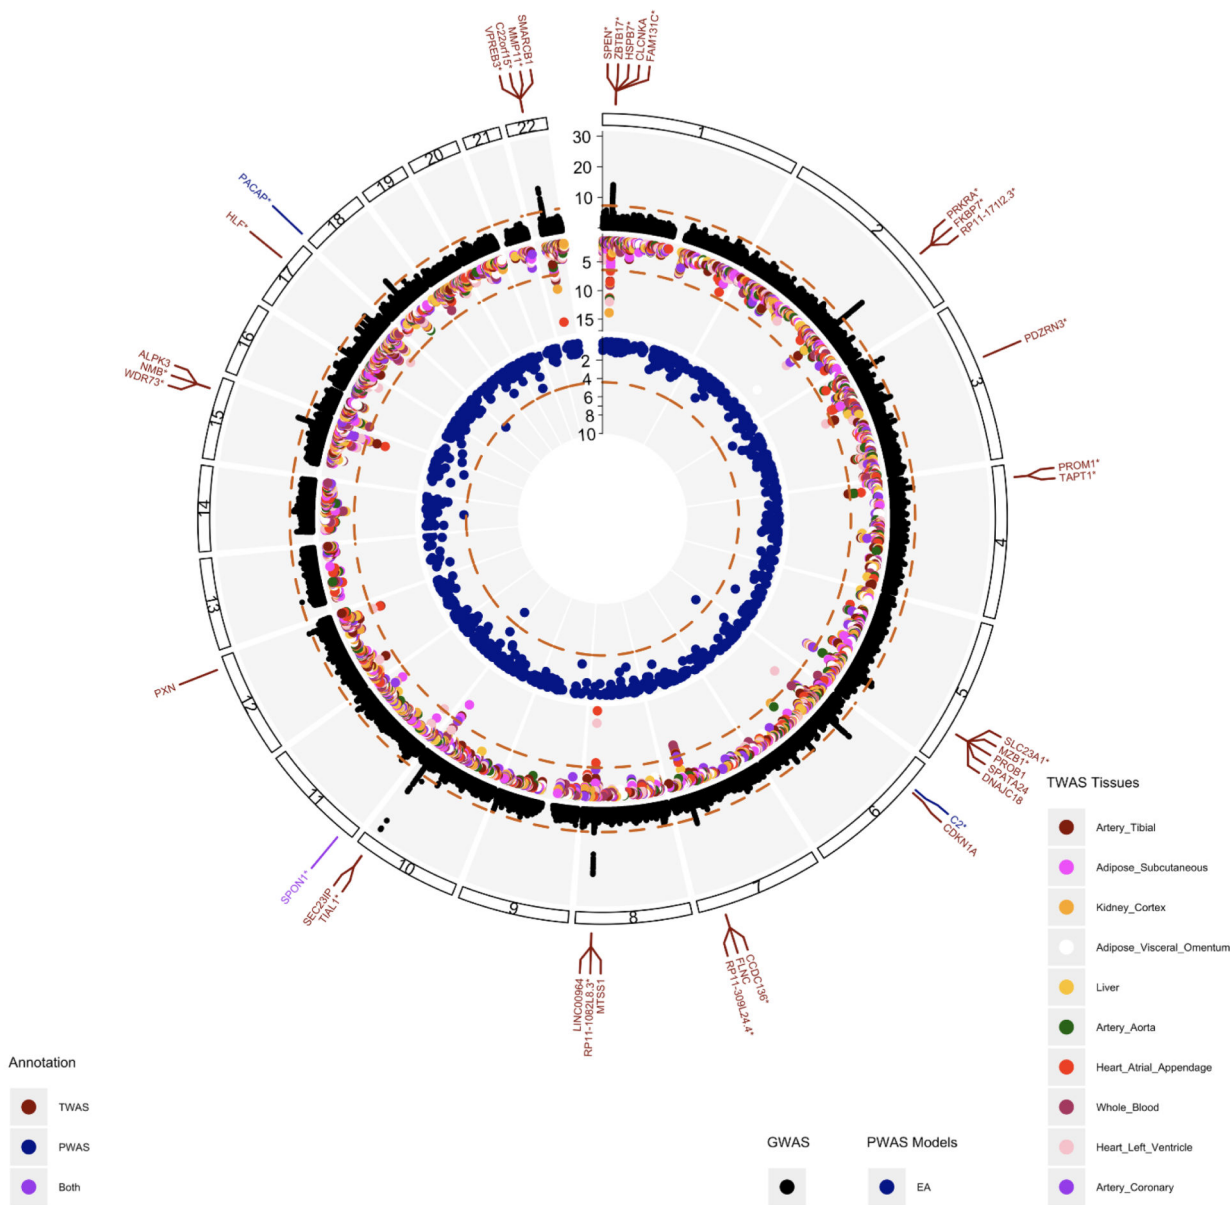 SPEN*
ZBTB17*
HSPB7*
CLCNKA
FAM131C*
VPREB3*
C22orf15*
MMP11*
SMARCB1
PRKRA*
FKBP7*
RP11-171I2.3*
PDZRN3*
PROM1*
TAPT1*
SLC23A1*
MZB1*
PROB1
SPATA24
DNAJC18
C2*
CDKN1A
CCDC136*
FLNC
RP11-309L24.4*
MTSS1
RP11-1082L8.3*
LINC00964
TIAL1*
SEC23IP
SPON1*
PXN
WDR73*
NMB*
ALPK3
HLF*
PACAP*
1
2
3
4
5
6
7
8
9
10
11
12
13
14
15
16
17
18
19
20
21
22
30
20
10
5
10
15
2
4
6
8
10
TWAS Tissues
Artery_Tibial
Adipose_Subcutaneous
Kidney_Cortex
Adipose_Visceral_Omentum
Liver
Artery_Aorta
Heart_Atrial_Appendage
Whole_Blood
Heart_Left_Ventricle
Artery_Coronary
Annotation
TWAS
PWAS
Both
GWAS
PWAS Models
EA